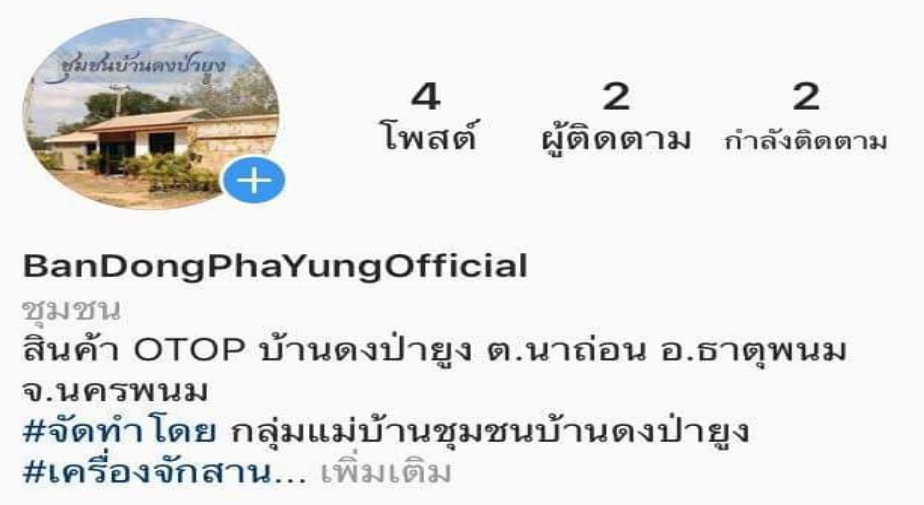 ชุมชนบ้านดงป่ายูง
4 2 2
โพสต์ ผู้ติดตาม กำลังติดตาม
BanDongPhaYungOfficial
ชุมชน
สินค้า OTOP บ้านดงป่ายูง ต.นาถ่อน อ.ธาตุพนม
จ.นครพนม
#จัดทำโดย กลุ่มแม่บ้านชุมชนบ้านดงป่ายูง
#เครื่องจักสาน... เพิ่มเติม